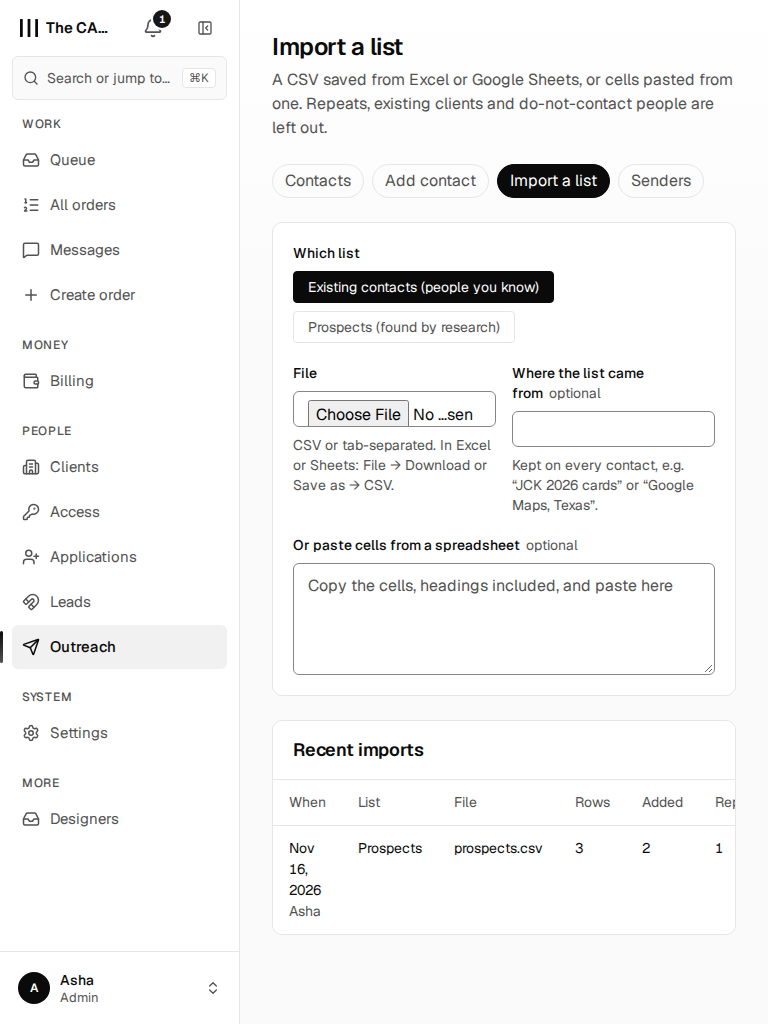 The CA...
1
Search or jump to...
⌘K
WORK
Queue
All orders
Messages
Create order
MONEY
Billing
PEOPLE
Clients
Access
Applications
Leads
Outreach
SYSTEM
Settings
MORE
Designers
A
Asha
Admin
Import a list
A CSV saved from Excel or Google Sheets, or cells pasted from
one. Repeats, existing clients and do-not-contact people are
left out.
Contacts
Add contact
Import a list
Senders
Which list
Existing contacts (people you know)
Prospects (found by research)
File
Choose File No ...sen
CSV or tab-separated. In Excel
or Sheets: File → Download or
Save as → CSV.
Where the list came
from optional
Kept on every contact, e.g.
“JCK 2026 cards” or “Google
Maps, Texas”.
Or paste cells from a spreadsheet optional
Copy the cells, headings included, and paste here
Recent imports
When List File Rows Added Rep
Nov Prospects prospects.csv 3 2 1
16,
2026
Asha